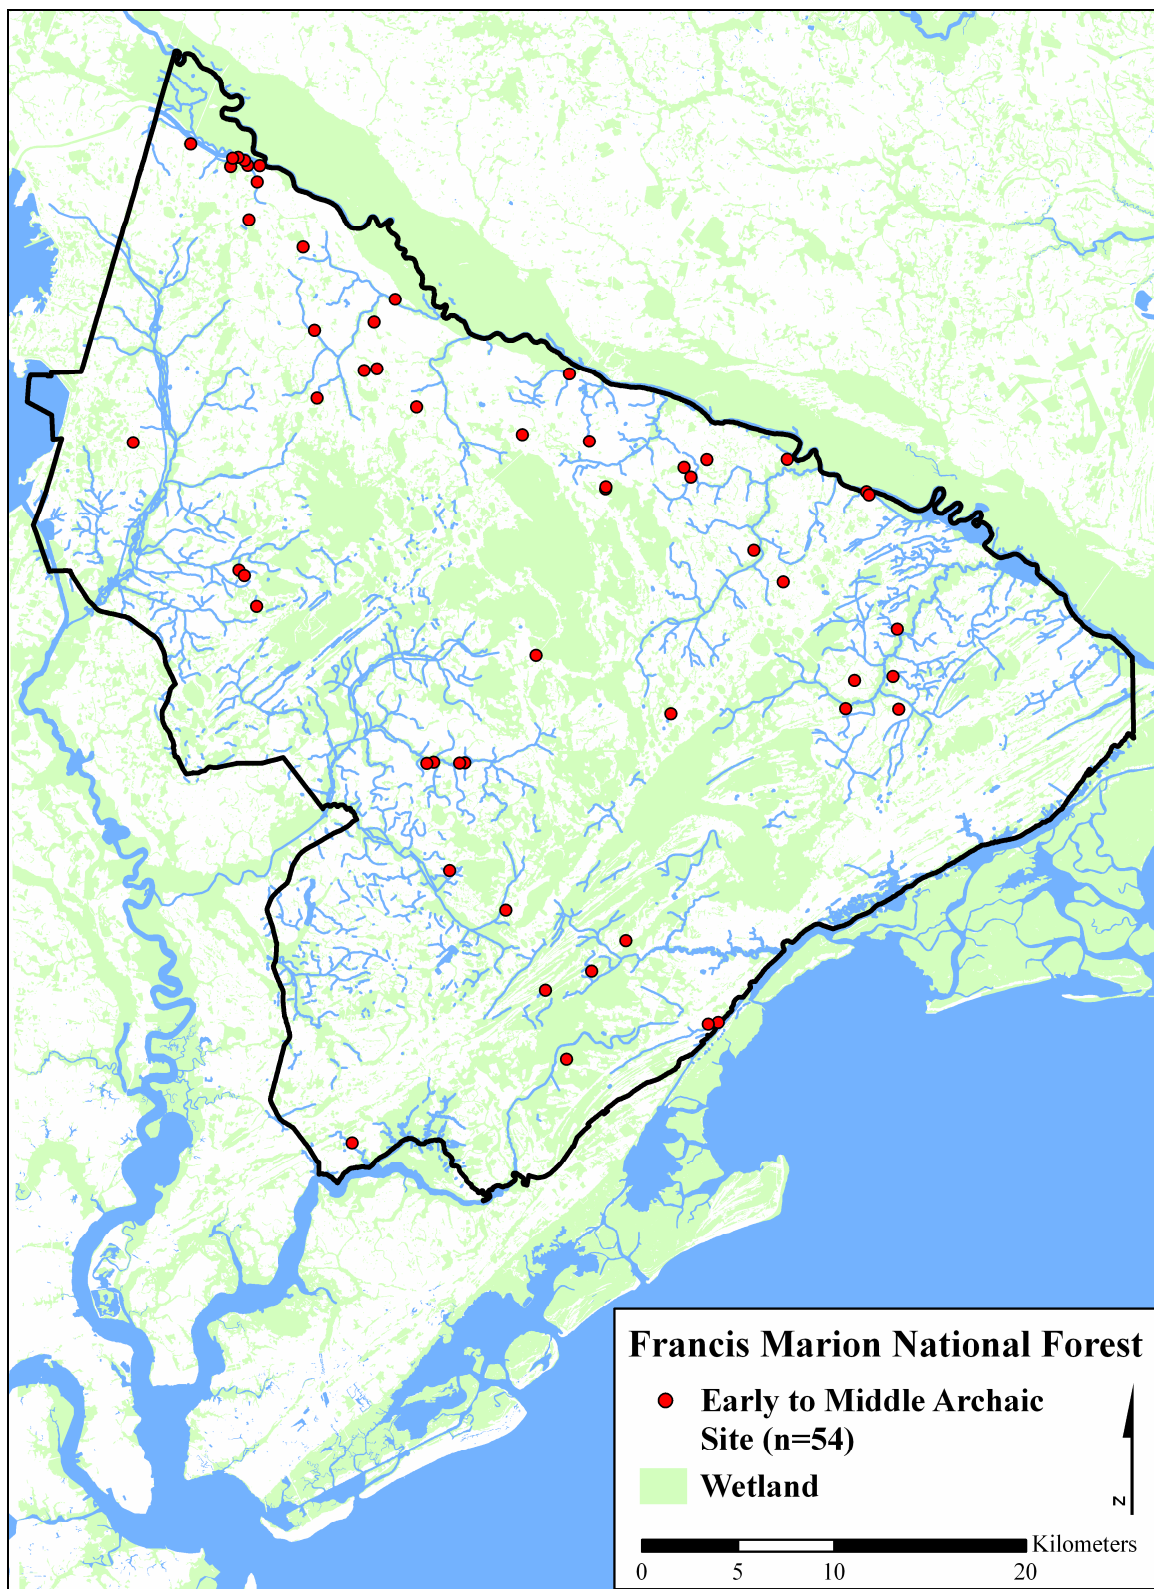 Francis Marion National Forest
Early to Middle Archaic
Site (n=54)
Wetland
N
Kilometers
0 5 10 20